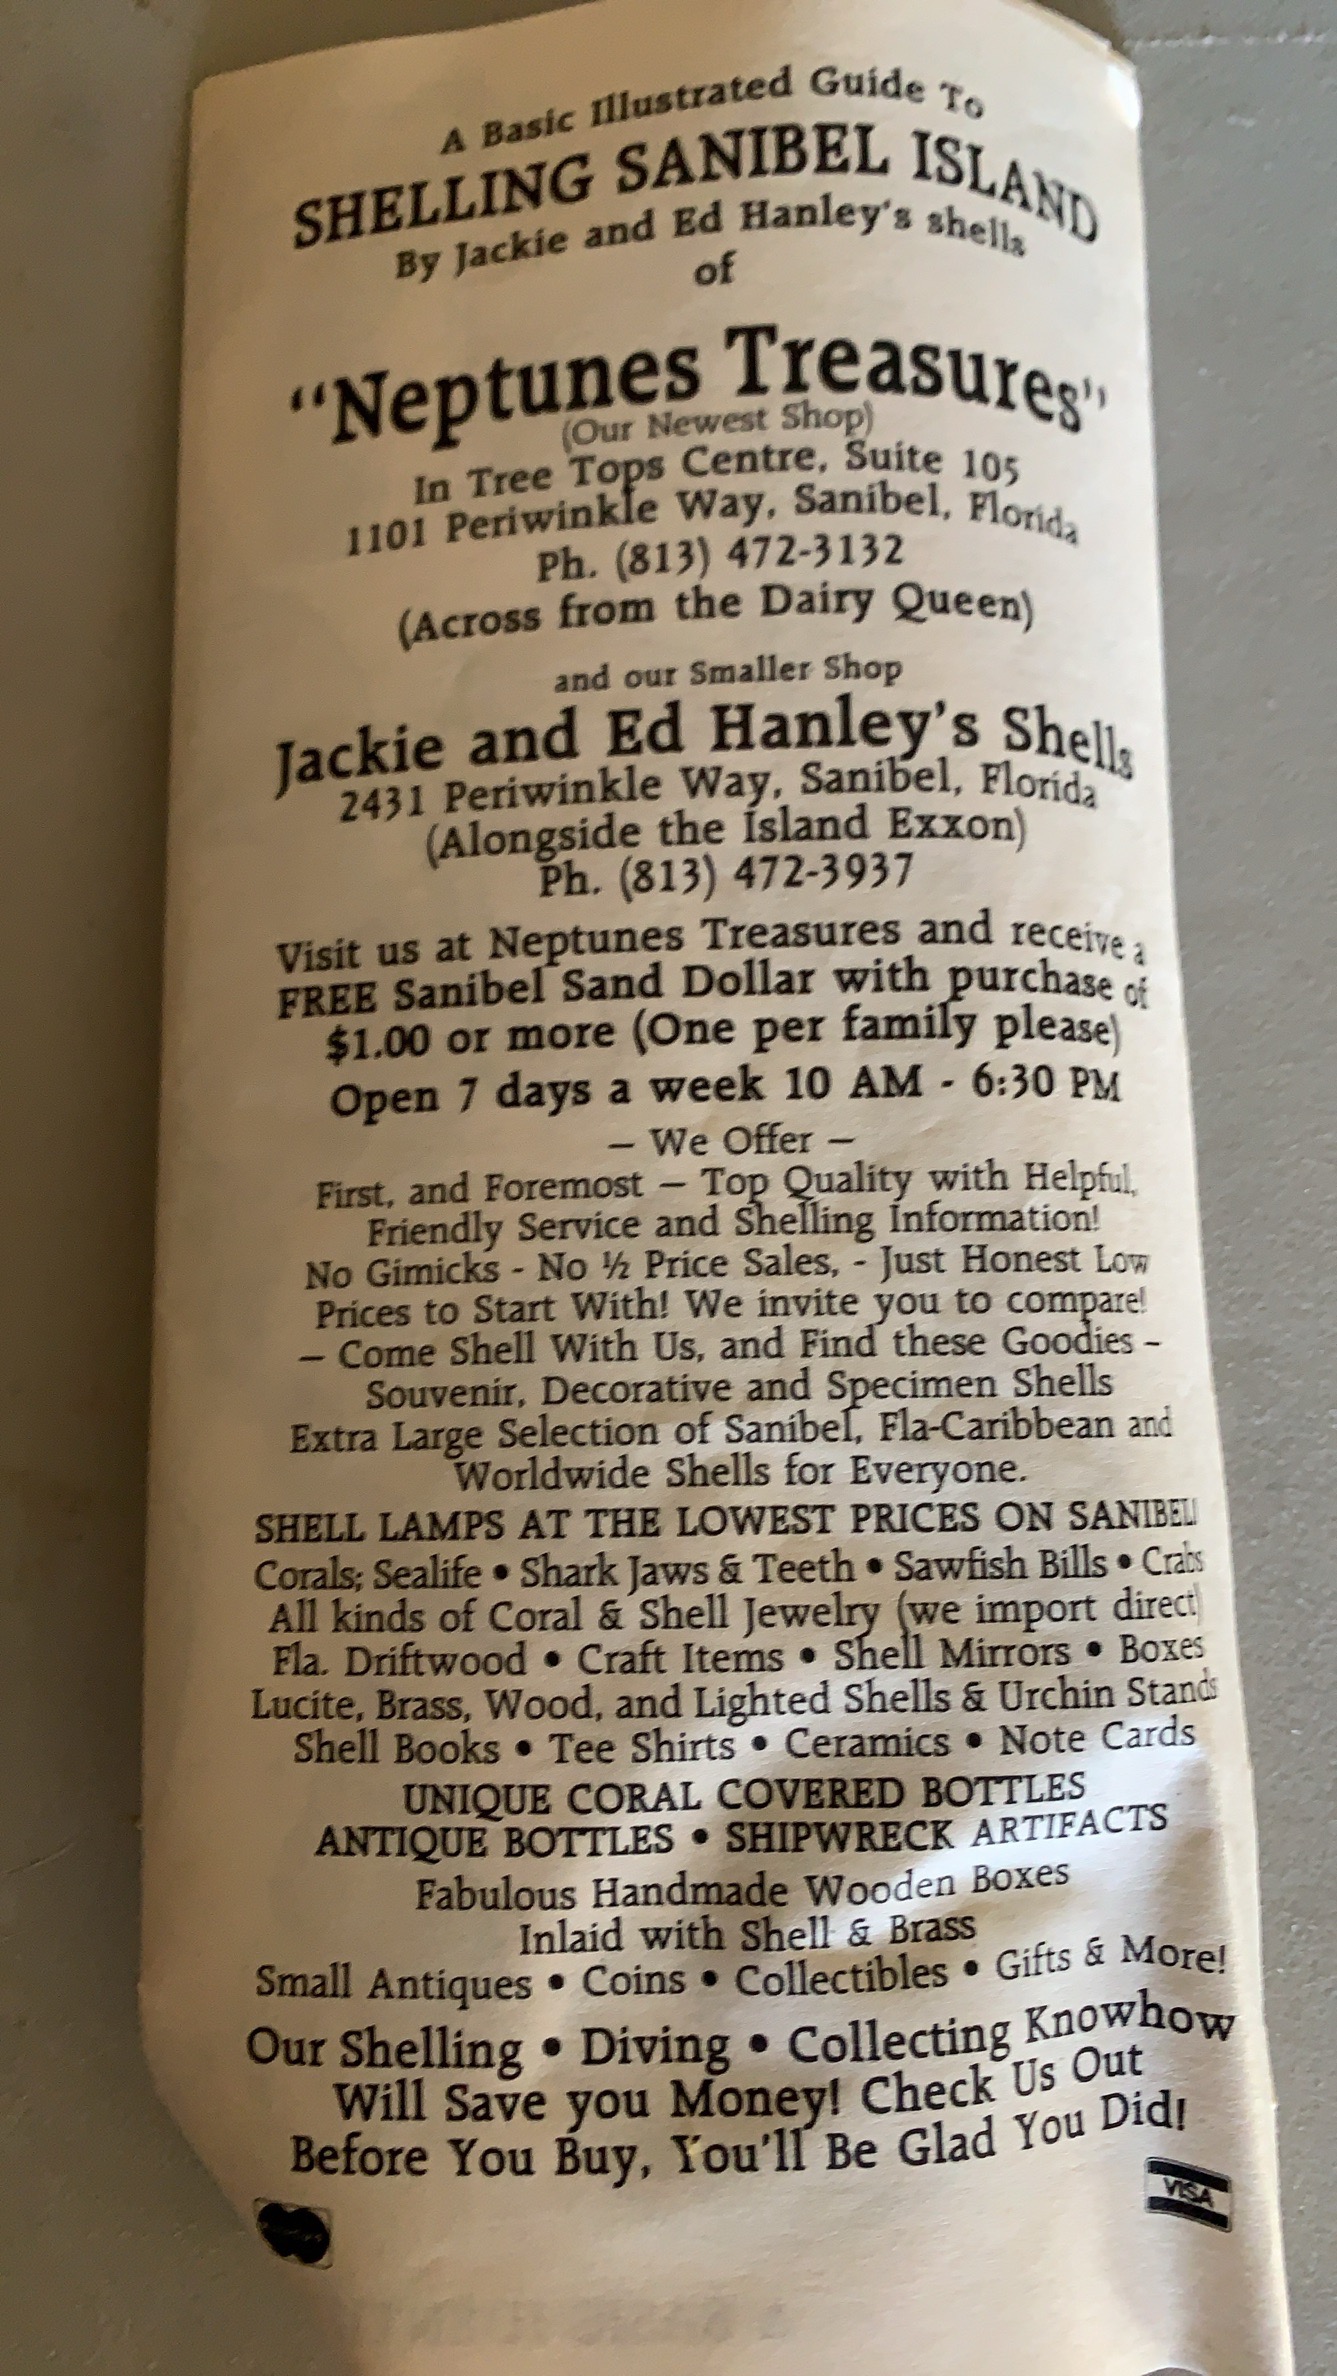 A Basic Illustrated Guide To
SHELLING SANIBEL ISLAND
By Jackie and Ed Hanley's shells
of
"Neptunes Treasures"
(Our Newest Shop)
In Tree Tops Centre, Suite 105
1101 Periwinkle Way, Sanibel, Florida
Ph. (813) 472-3132
(Across from the Dairy Queen)
and our Smaller Shop
Jackie and Ed Hanley's Shells
2431 Periwinkle Way, Sanibel, Florida
(Alongside the Island Exxon)
Ph. (813) 472-3937
Visit us at Neptunes Treasures and receive a
FREE Sanibel Sand Dollar with purchase of
$1.00 or more (One per family please)
Open 7 days a week 10 AM - 6:30 PM
– We Offer –
First, and Foremost – Top Quality with Helpful,
Friendly Service and Shelling Information!
No Gimicks - No ½ Price Sales, - Just Honest Low
Prices to Start With! We invite you to compare!
– Come Shell With Us, and Find these Goodies –
Souvenir, Decorative and Specimen Shells
Extra Large Selection of Sanibel, Fla-Caribbean and
Worldwide Shells for Everyone.
SHELL LAMPS AT THE LOWEST PRICES ON SANIBEL!
Corals; Sealife • Shark Jaws & Teeth • Sawfish Bills • Crabs
All kinds of Coral & Shell Jewelry (we import direct)
Fla. Driftwood • Craft Items • Shell Mirrors • Boxes
Lucite, Brass, Wood, and Lighted Shells & Urchin Stands
Shell Books • Tee Shirts • Ceramics • Note Cards
UNIQUE CORAL COVERED BOTTLES
ANTIQUE BOTTLES • SHIPWRECK ARTIFACTS
Fabulous Handmade Wooden Boxes
Inlaid with Shell & Brass
Small Antiques • Coins • Collectibles • Gifts & More!
Our Shelling • Diving • Collecting Knowhow
Will Save you Money! Check Us Out
Before You Buy, You'll Be Glad You Did!
VISA